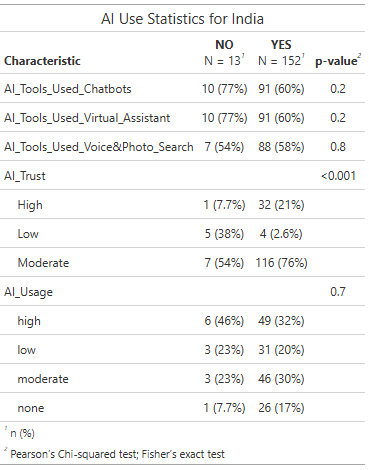 AI Use Statistics for India
NO YES
Characteristic N = 13¹ N = 152¹ p-value²
AI_Tools_Used_Chatbots 10 (77%) 91 (60%) 0.2
AI_Tools_Used_Virtual_Assistant 10 (77%) 91 (60%) 0.2
AI_Tools_Used_Voice&Photo_Search 7 (54%) 88 (58%) 0.8
AI_Trust <0.001
High 1 (7.7%) 32 (21%)
Low 5 (38%) 4 (2.6%)
Moderate 7 (54%) 116 (76%)
AI_Usage 0.7
high 6 (46%) 49 (32%)
low 3 (23%) 31 (20%)
moderate 3 (23%) 46 (30%)
none 1 (7.7%) 26 (17%)
¹ n (%)
² Pearson's Chi-squared test; Fisher's exact test